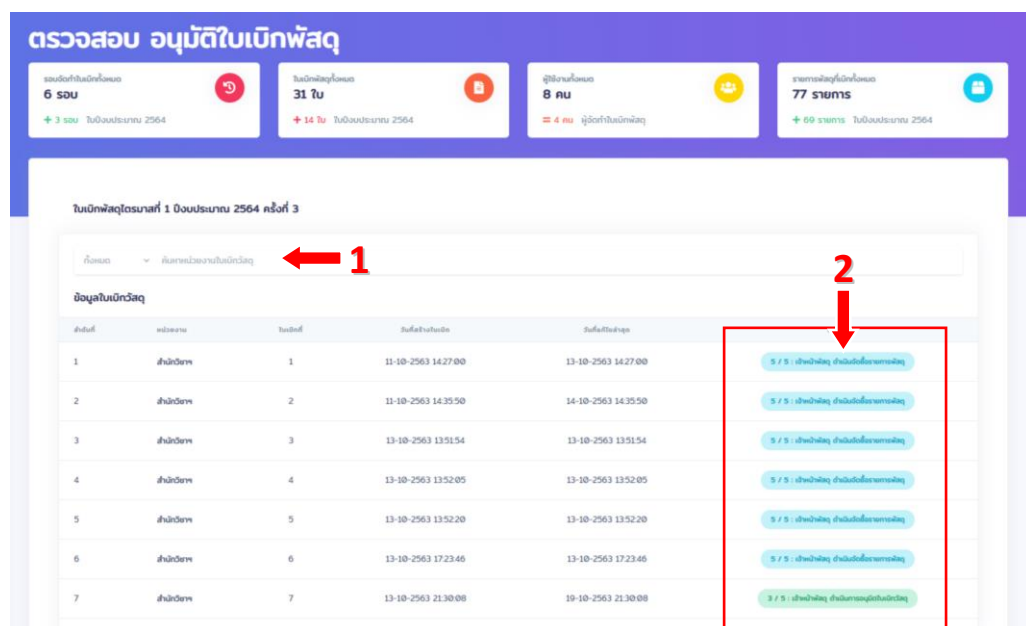 ตรวจสอบ อนุมัติใบเบิกพัสดุ
รอบจัดทำใบเบิกทั้งหมด
6 รอบ
+ 3 รอบ ในปีงบประมาณ 2564
ใบเบิกพัสดุทั้งหมด
31 ใบ
+ 14 ใบ ในปีงบประมาณ 2564
ผู้ใช้งานทั้งหมด
8 คน
= 4 คน ผู้จัดทำใบเบิกพัสดุ
รายการพัสดุที่เบิกทั้งหมด
77 รายการ
+ 69 รายการ ในปีงบประมาณ 2564
ใบเบิกพัสดุไตรมาสที่ 1 ปีงบประมาณ 2564 ครั้งที่ 3
ทั้งหมด ค้นหาหน่วยงานใบเบิกวัสดุ 1
2
ข้อมูลใบเบิกวัสดุ
ลำดับที่ หน่วยงาน ใบเบิกที่ วันที่สร้างใบเบิก วันที่แก้ไขล่าสุด
1 สำนักวิชาฯ 1 11-10-2563 14:27:00 13-10-2563 14:27:00 5 / 5 : เจ้าหน้าพัสดุ ดำเนินจัดซื้อรายการพัสดุ
2 สำนักวิชาฯ 2 11-10-2563 14:35:50 14-10-2563 14:35:50 5 / 5 : เจ้าหน้าพัสดุ ดำเนินจัดซื้อรายการพัสดุ
3 สำนักวิชาฯ 3 13-10-2563 13:51:54 13-10-2563 13:51:54 5 / 5 : เจ้าหน้าพัสดุ ดำเนินจัดซื้อรายการพัสดุ
4 สำนักวิชาฯ 4 13-10-2563 13:52:05 13-10-2563 13:52:05 5 / 5 : เจ้าหน้าพัสดุ ดำเนินจัดซื้อรายการพัสดุ
5 สำนักวิชาฯ 5 13-10-2563 13:52:20 13-10-2563 13:52:20 5 / 5 : เจ้าหน้าพัสดุ ดำเนินจัดซื้อรายการพัสดุ
6 สำนักวิชาฯ 6 13-10-2563 17:23:46 13-10-2563 17:23:46 5 / 5 : เจ้าหน้าพัสดุ ดำเนินจัดซื้อรายการพัสดุ
7 สำนักวิชาฯ 7 13-10-2563 21:30:08 19-10-2563 21:30:08 3 / 5 : เจ้าหน้าพัสดุ ดำเนินการอนุมัติใบเบิกวัสดุ